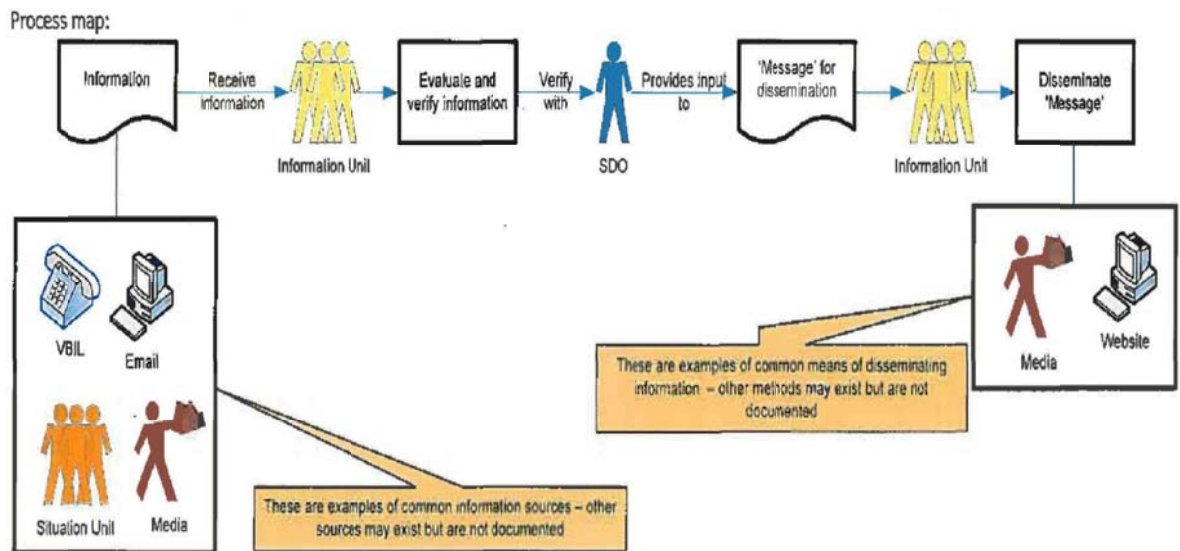 Process map:
Information
Receive
information
Information Unit
Evaluate and
verify information
Verify
with
SDO
Provides input
to
'Message' for
dissemination
Information Unit
Disseminate
'Message'
VBIL
Email
Situation Unit
Media
These are examples of common information sources – other
sources may exist but are not documented
These are examples of common means of disseminating
information – other methods may exist but are not
documented
Media
Website